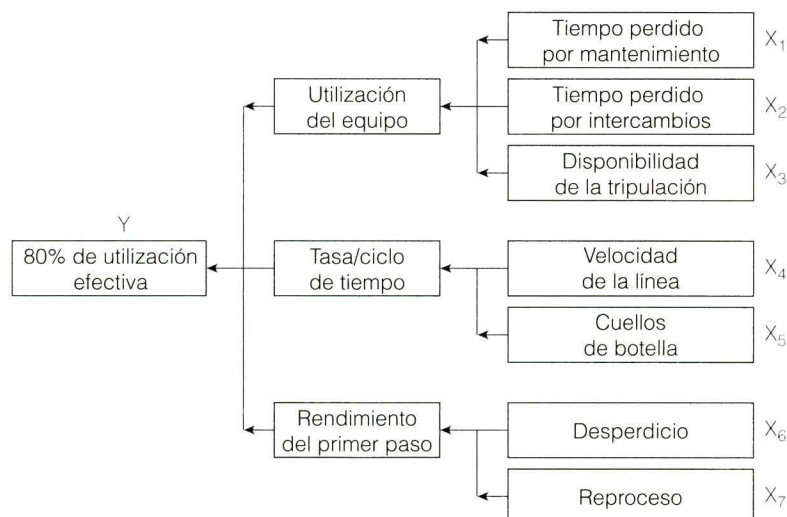 Tiempo perdido
por mantenimiento
X₁
Utilización
del equipo
Tiempo perdido
por intercambios
X₂
Disponibilidad
de la tripulación
X₃
Y
80% de utilización
efectiva
Tasa/ciclo
de tiempo
Velocidad
de la línea
X₄
Cuellos
de botella
X₅
Rendimiento
del primer paso
Desperdicio
X₆
Reproceso
X₇